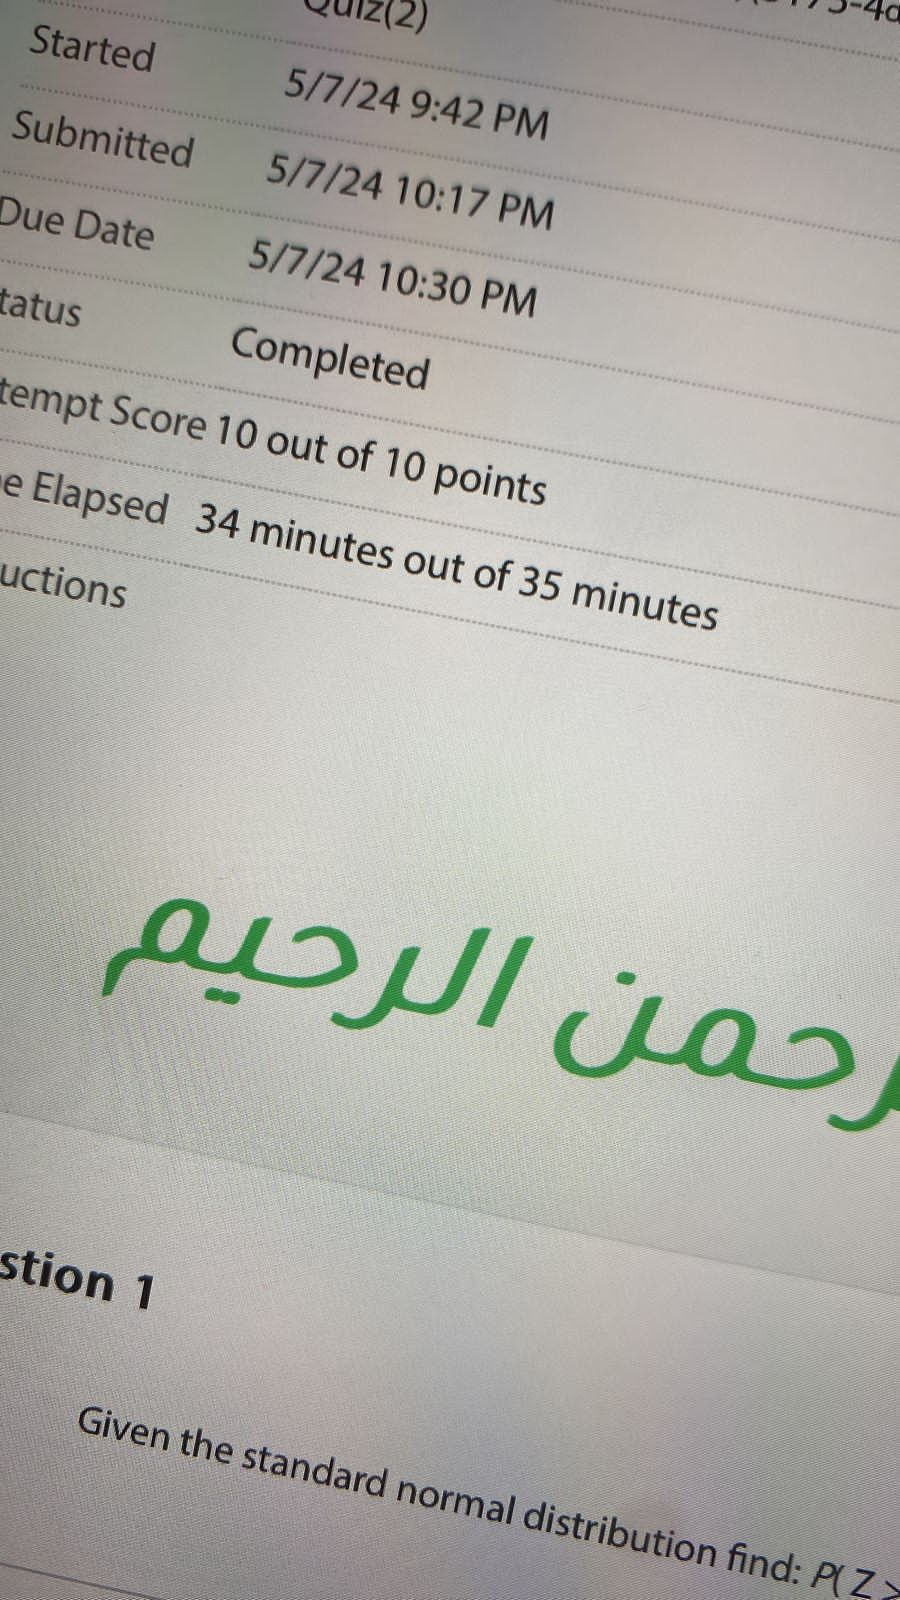 Quiz(2)
Started 5/7/24 9:42 PM
Submitted 5/7/24 10:17 PM
Due Date 5/7/24 10:30 PM
tatus Completed
tempt Score 10 out of 10 points
e Elapsed 34 minutes out of 35 minutes
uctions
رحمن الرحيم
stion 1
Given the standard normal distribution find: P( Z >